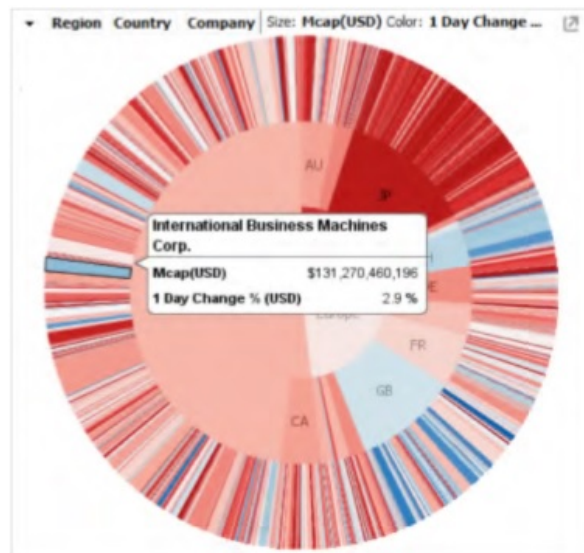 Region Country Company Size: Mcap(USD) Color: 1 Day Change ...
AU
JP
International Business Machines
Corp.
Mcap(USD) $131,270,460,196
1 Day Change % (USD) 2.9 %
Europe
FR
GB
CA